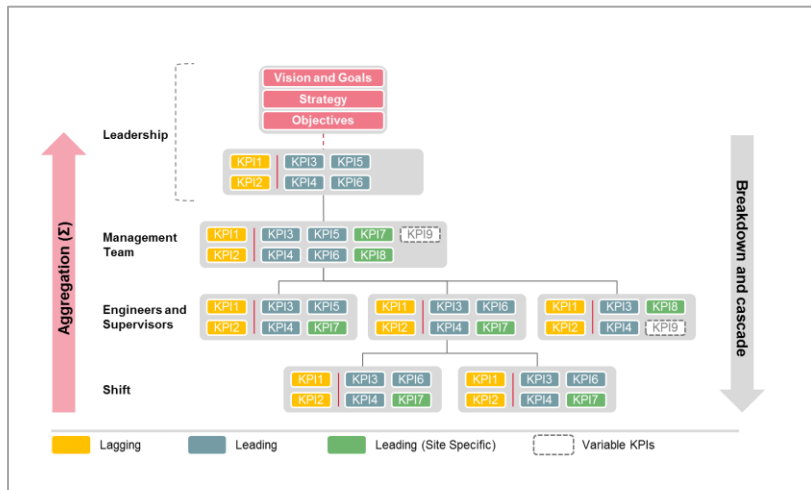 Vision and Goals
Strategy
Objectives
Leadership
KPI1 KPI3 KPI5
KPI2 KPI4 KPI6
Aggregation (Σ)
Breakdown and cascade
Management
Team
KPI1 KPI3 KPI5 KPI7 KPI9
KPI2 KPI4 KPI6 KPI8
Engineers and
Supervisors
KPI1 KPI3 KPI5 KPI1 KPI3 KPI6 KPI1 KPI3 KPI8
KPI2 KPI4 KPI7 KPI2 KPI4 KPI7 KPI2 KPI4 KPI9
Shift
KPI1 KPI3 KPI6 KPI1 KPI3 KPI6
KPI2 KPI4 KPI7 KPI2 KPI4 KPI7
Lagging Leading Leading (Site Specific) Variable KPIs